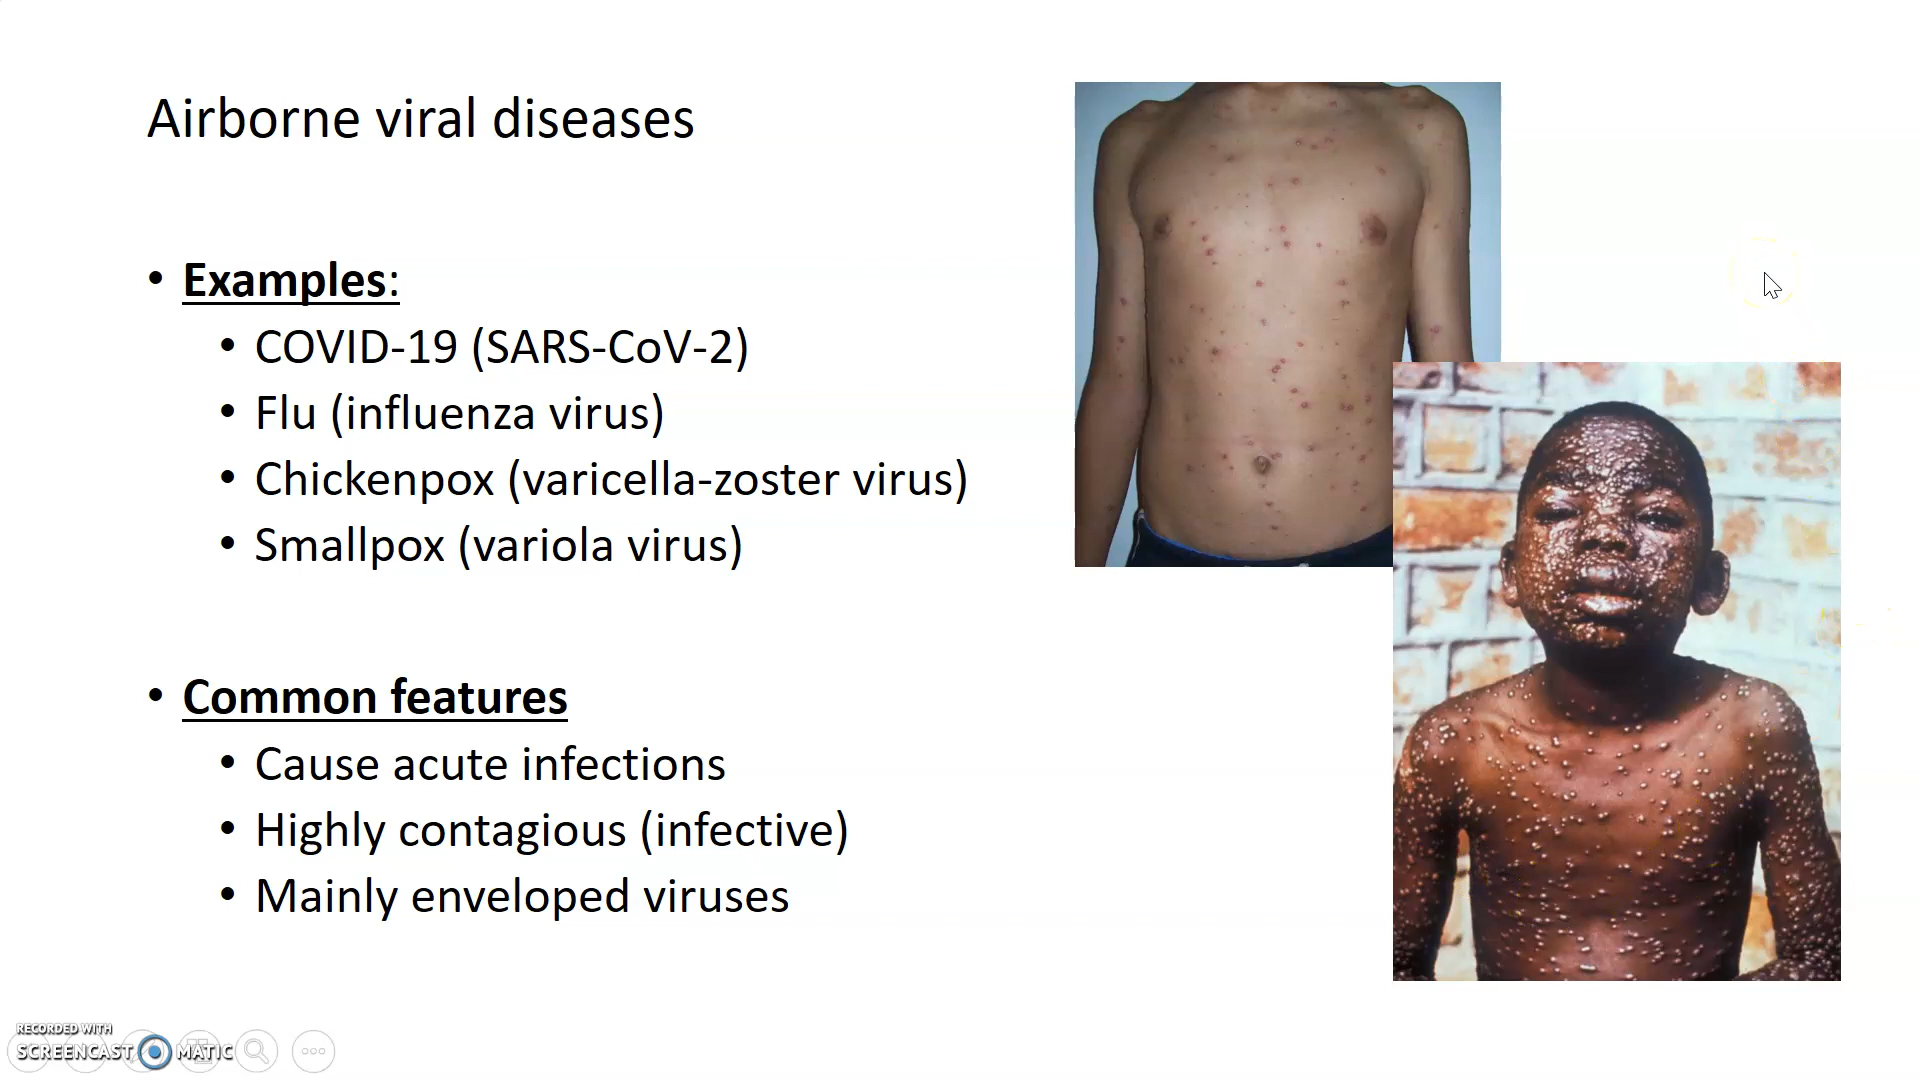 Airborne viral diseases
• Examples:
• COVID-19 (SARS-CoV-2)
• Flu (influenza virus)
• Chickenpox (varicella-zoster virus)
• Smallpox (variola virus)
• Common features
• Cause acute infections
• Highly contagious (infective)
• Mainly enveloped viruses
RECORDED WITH
SCREENCAST MATIC